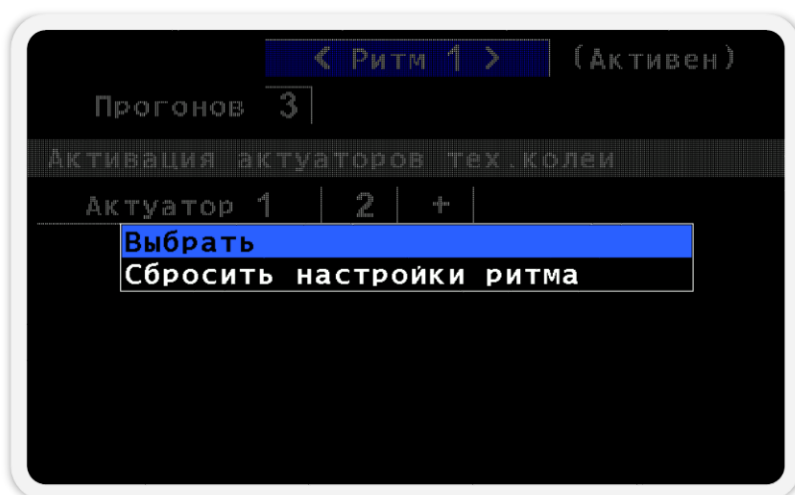 < Ритм 1 > (Активен)
Прогонов 3
Активация актуаторов тех.колеи
Актуатор 1 2 +
Выбрать
Сбросить настройки ритма